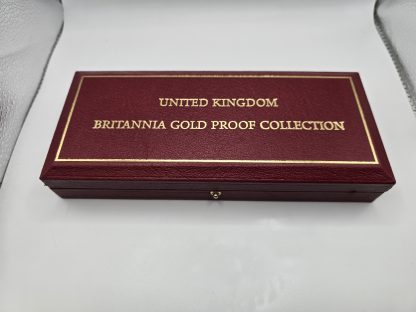 UNITED KINGDOM
BRITANNIA GOLD PROOF COLLECTION